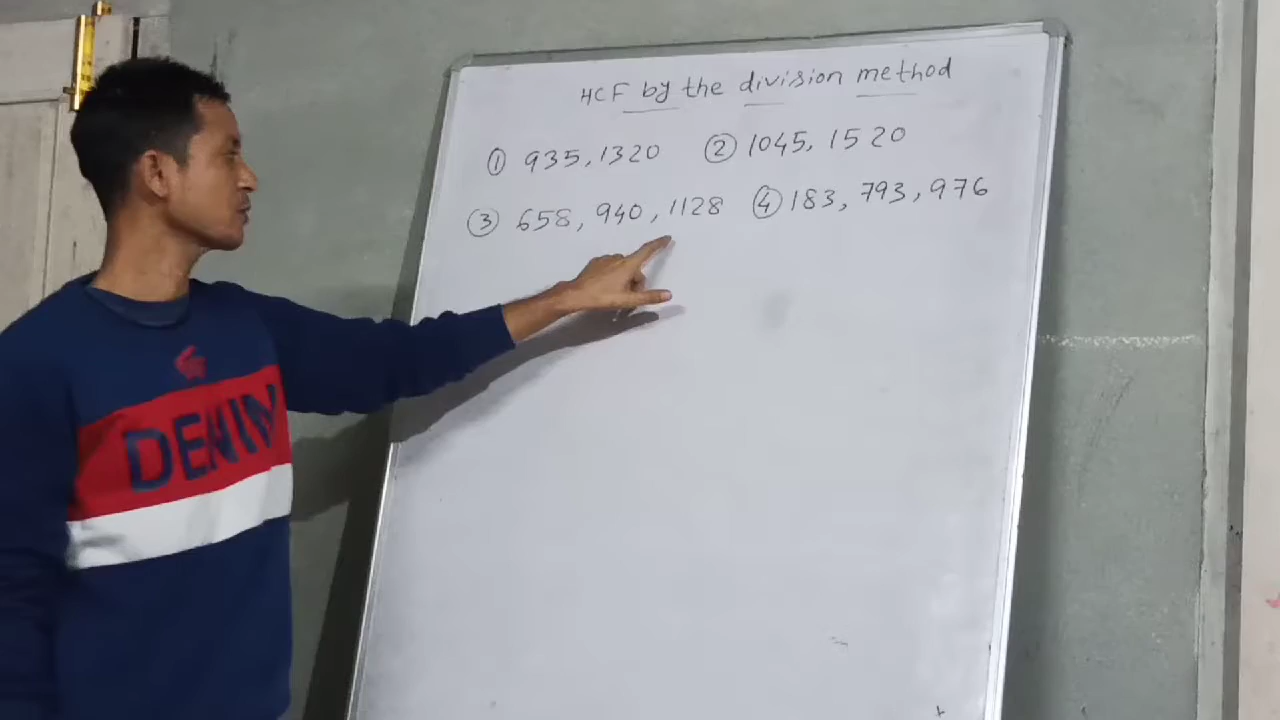 HCF by the division method
① 935, 1320 ② 1045, 1520
③ 658, 940, 1128 ④ 183, 793, 976
DENIM